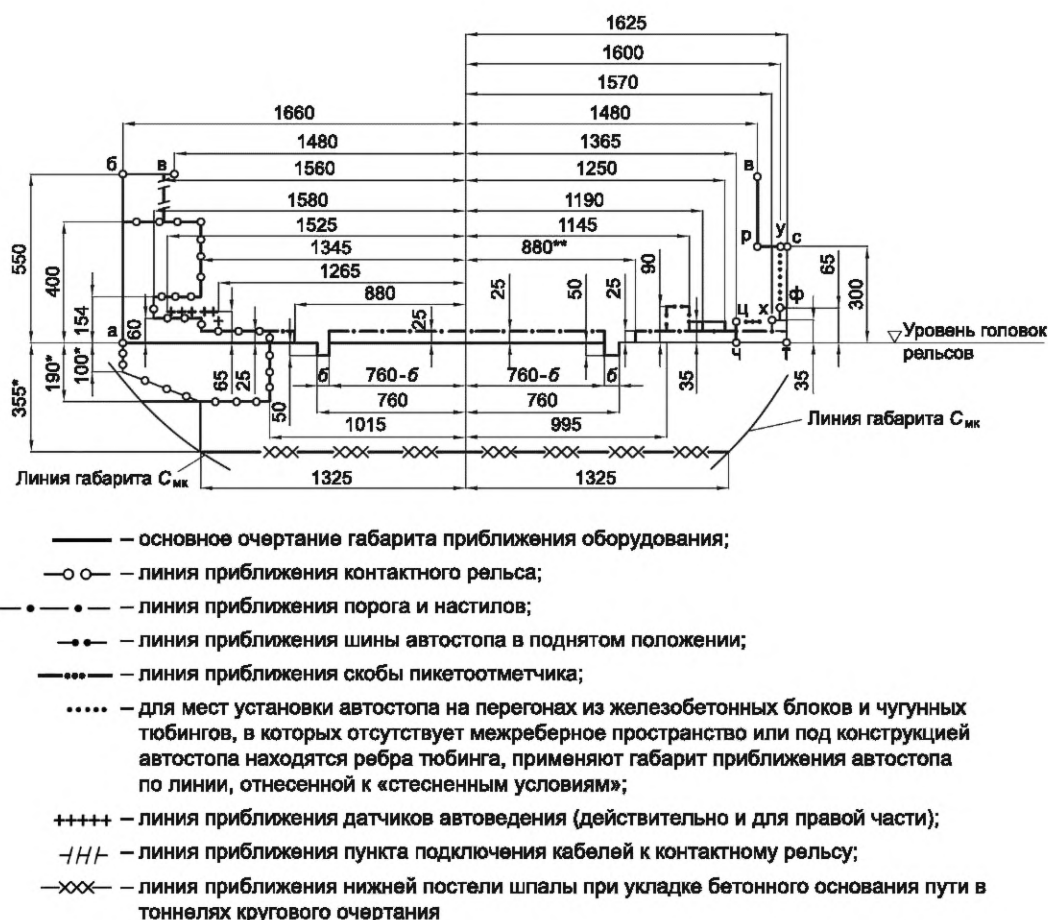 1625
1600
1570
1660
1480
1480
1365
б
в
1560
1250
в
1580
1190
1525
1145
у
р
с
1345
880**
1265
90
65
550
400
880
25
50
25
300
154
60
25
ц
х
ф
а
Уровень головок
рельсов
ч
т
355*
190*
100*
65
25
50
б
760-б
760-б
б
35
35
760
760
1015
995
Линия габарита Смк
Линия габарита Смк
1325
1325
– основное очертание габарита приближения оборудования;
– линия приближения контактного рельса;
– линия приближения порога и настилов;
– линия приближения шины автостопа в поднятом положении;
– линия приближения скобы пикетоотметчика;
– для мест установки автостопа на перегонах из железобетонных блоков и чугунных
тюбингов, в которых отсутствует межреберное пространство или под конструкцией
автостопа находятся ребра тюбинга, применяют габарит приближения автостопа
по линии, отнесенной к «стесненным условиям»;
+++++ – линия приближения датчиков автоведения (действительно и для правой части);
– линия приближения пункта подключения кабелей к контактному рельсу;
– линия приближения нижней постели шпалы при укладке бетонного основания пути в
тоннелях кругового очертания